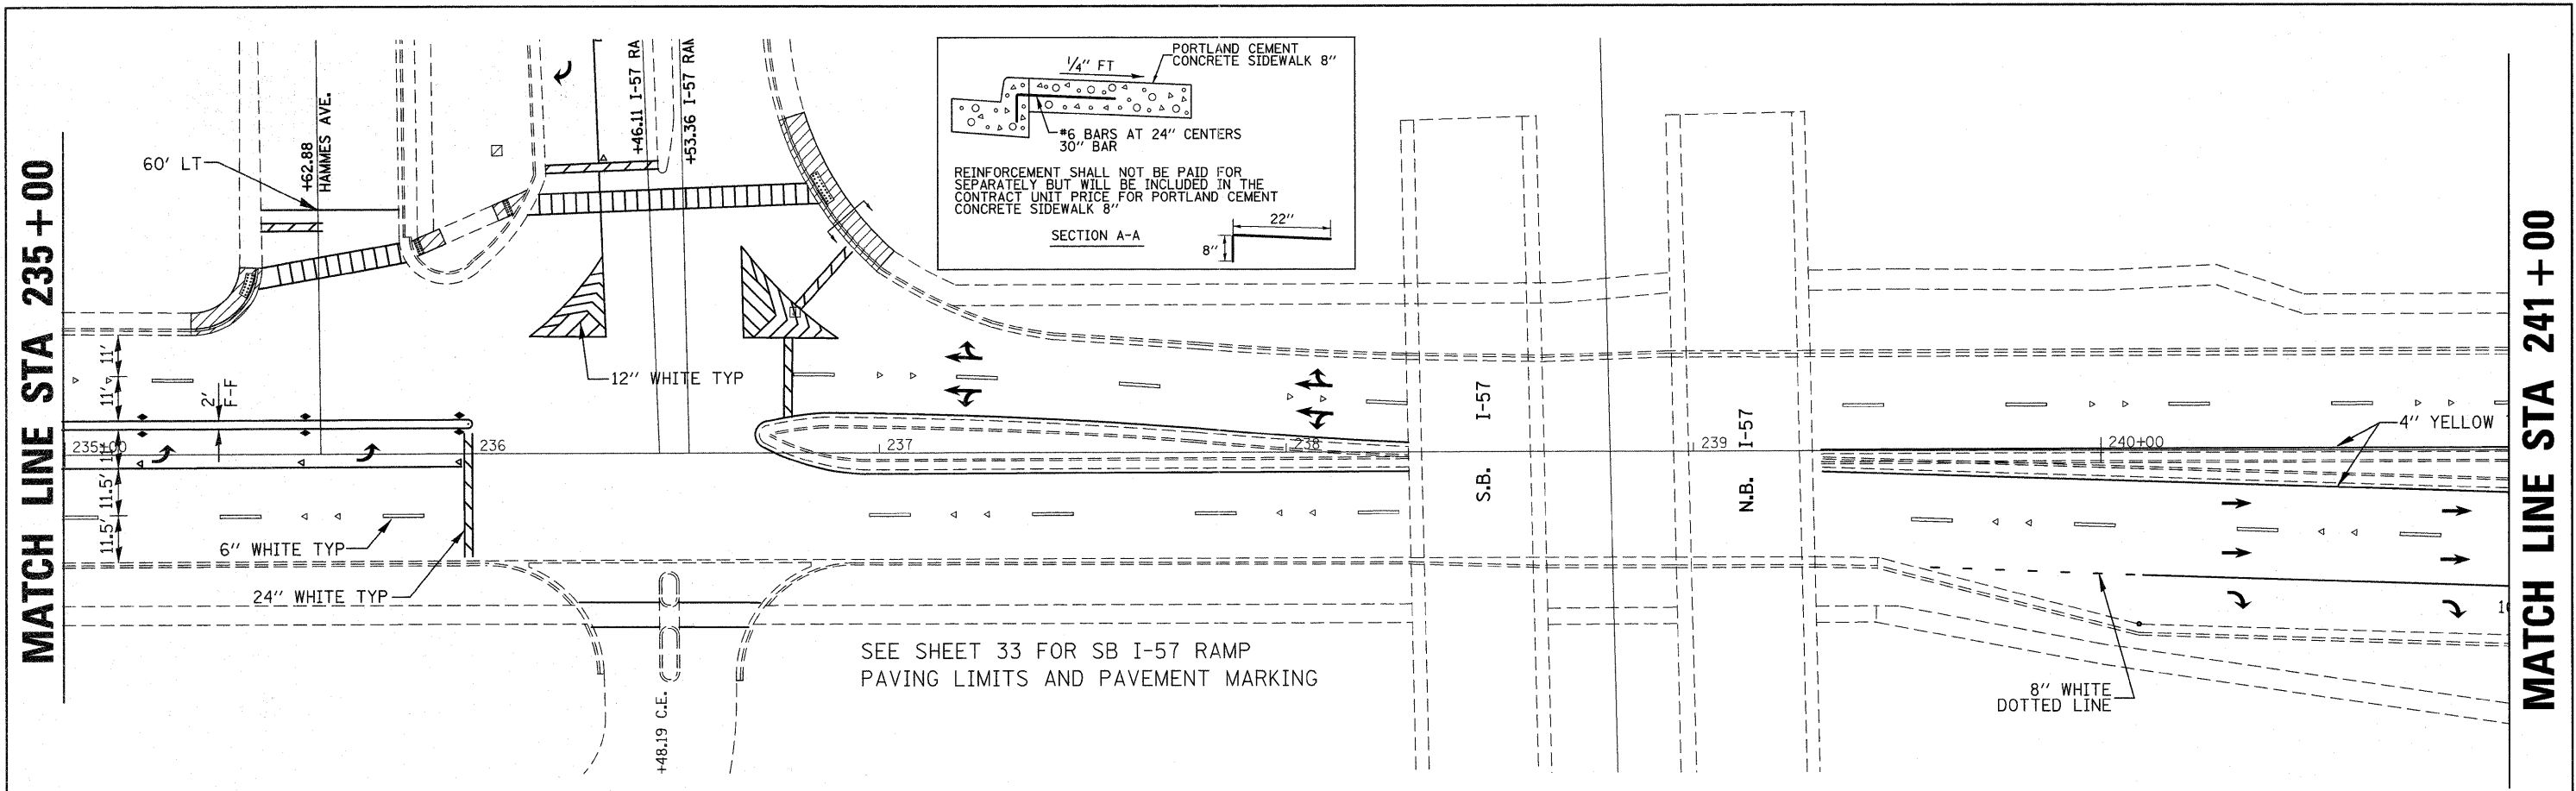 MATCH LINE STA 235+00
60' LT
+62.88
HAMMES AVE.
+46.11 I-57 RA
+53.36 I-57 RAM
PORTLAND CEMENT
CONCRETE SIDEWALK 8"
1/4" FT
#6 BARS AT 24" CENTERS
30" BAR
REINFORCEMENT SHALL NOT BE PAID FOR
SEPARATELY BUT WILL BE INCLUDED IN THE
CONTRACT UNIT PRICE FOR PORTLAND CEMENT
CONCRETE SIDEWALK 8"
SECTION A-A
22"
8"
11'
11'
2'
F-F
11'
11.5'
11.5'
12" WHITE TYP
235+00
236
237
238
239
240+00
S.B.
I-57
N.B.
I-57
4" YELLOW
6" WHITE TYP
24" WHITE TYP
+48.19 C.E.
SEE SHEET 33 FOR SB I-57 RAMP
PAVING LIMITS AND PAVEMENT MARKING
8" WHITE
DOTTED LINE
MATCH LINE STA 241+00